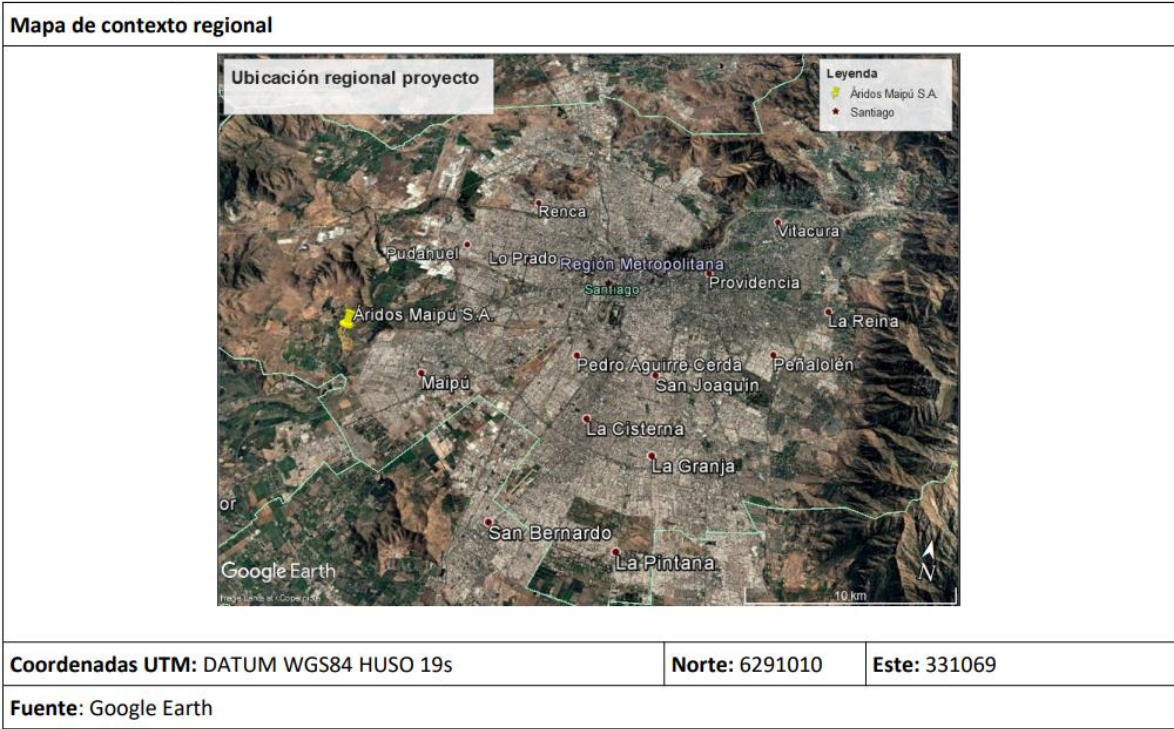 Mapa de contexto regional
Ubicación regional proyecto
Leyenda
Áridos Maipú S.A.
Santiago
Renca
Vitacura
Pudahuel
Lo Prado
Región Metropolitana
Providencia
Santiago
Áridos Maipú S.A.
La Reina
Pedro Aguirre Cerda
Peñalolén
Maipú
San Joaquín
La Cisterna
La Granja
or
San Bernardo
La Pintana
Google Earth
N
10 km
Coordenadas UTM: DATUM WGS84 HUSO 19s
Norte: 6291010
Este: 331069
Fuente: Google Earth